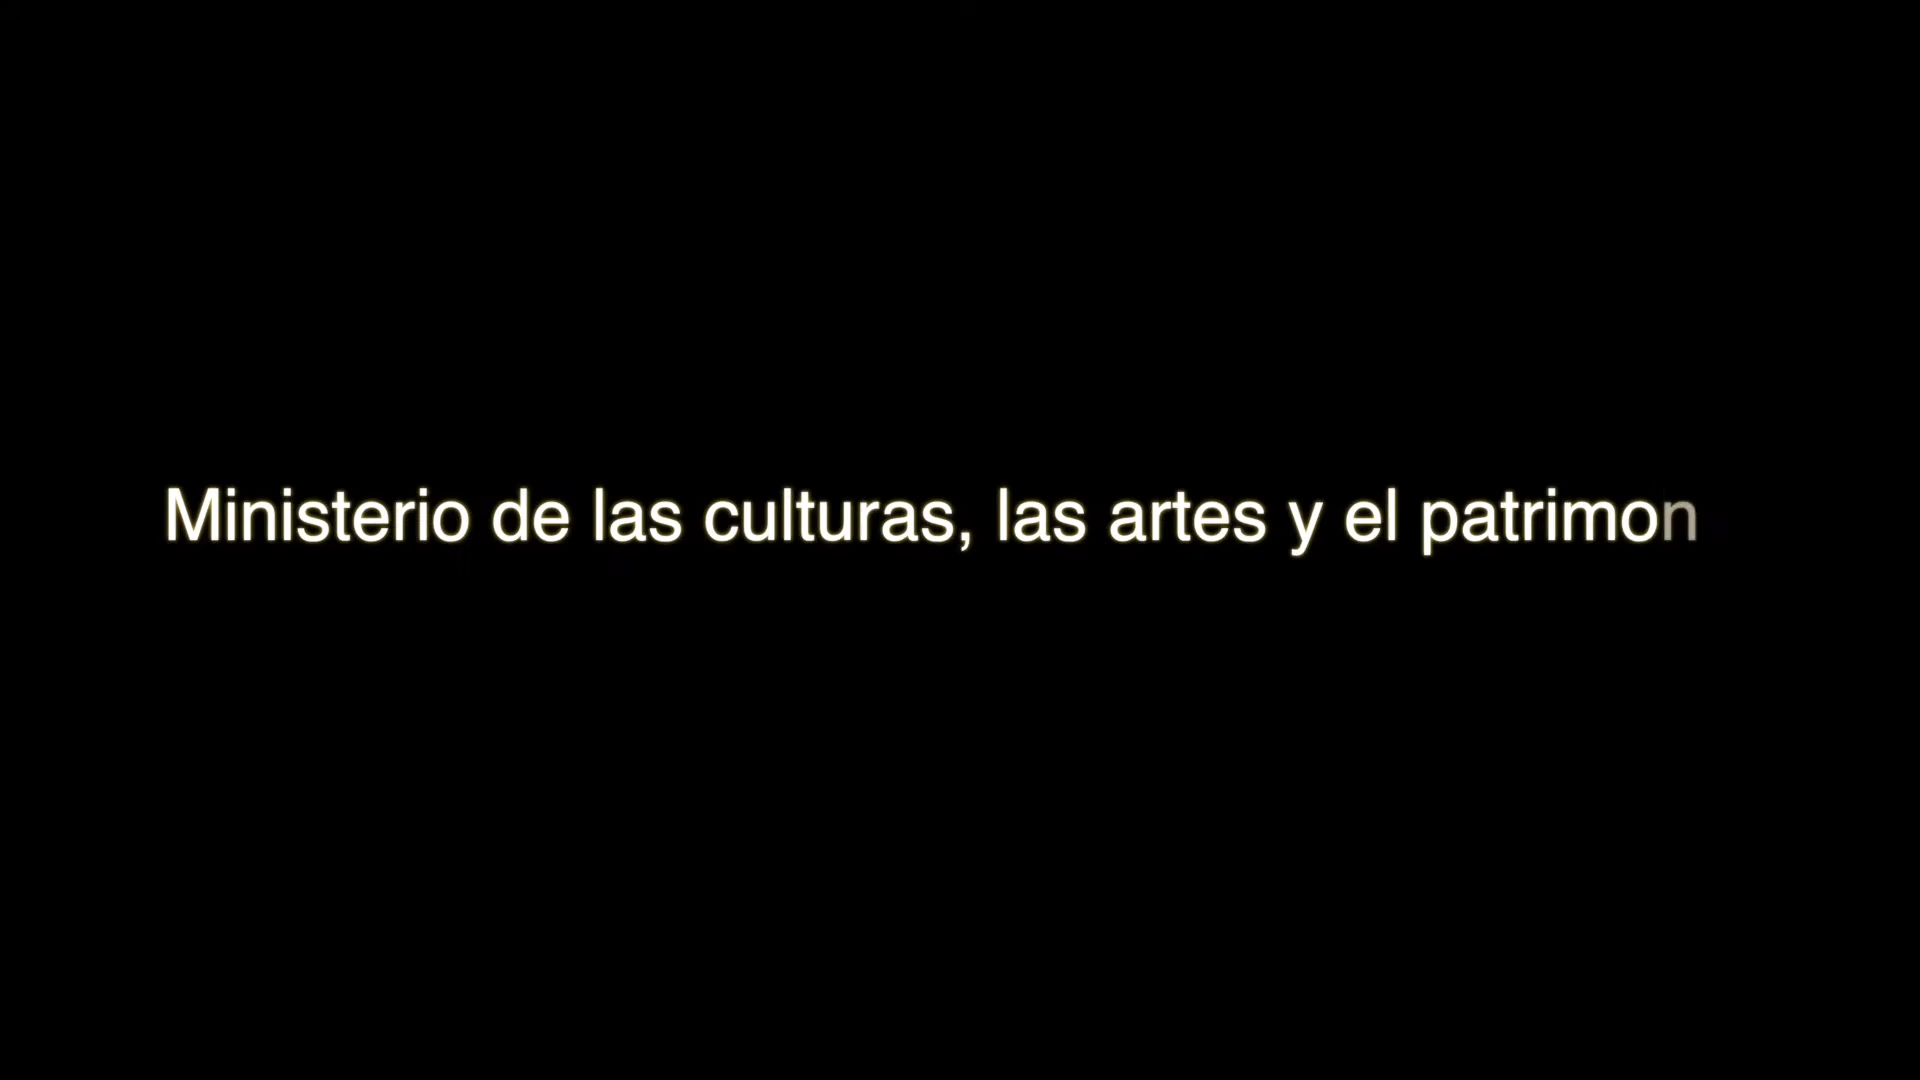 Ministerio de las culturas, las artes y el patrimon